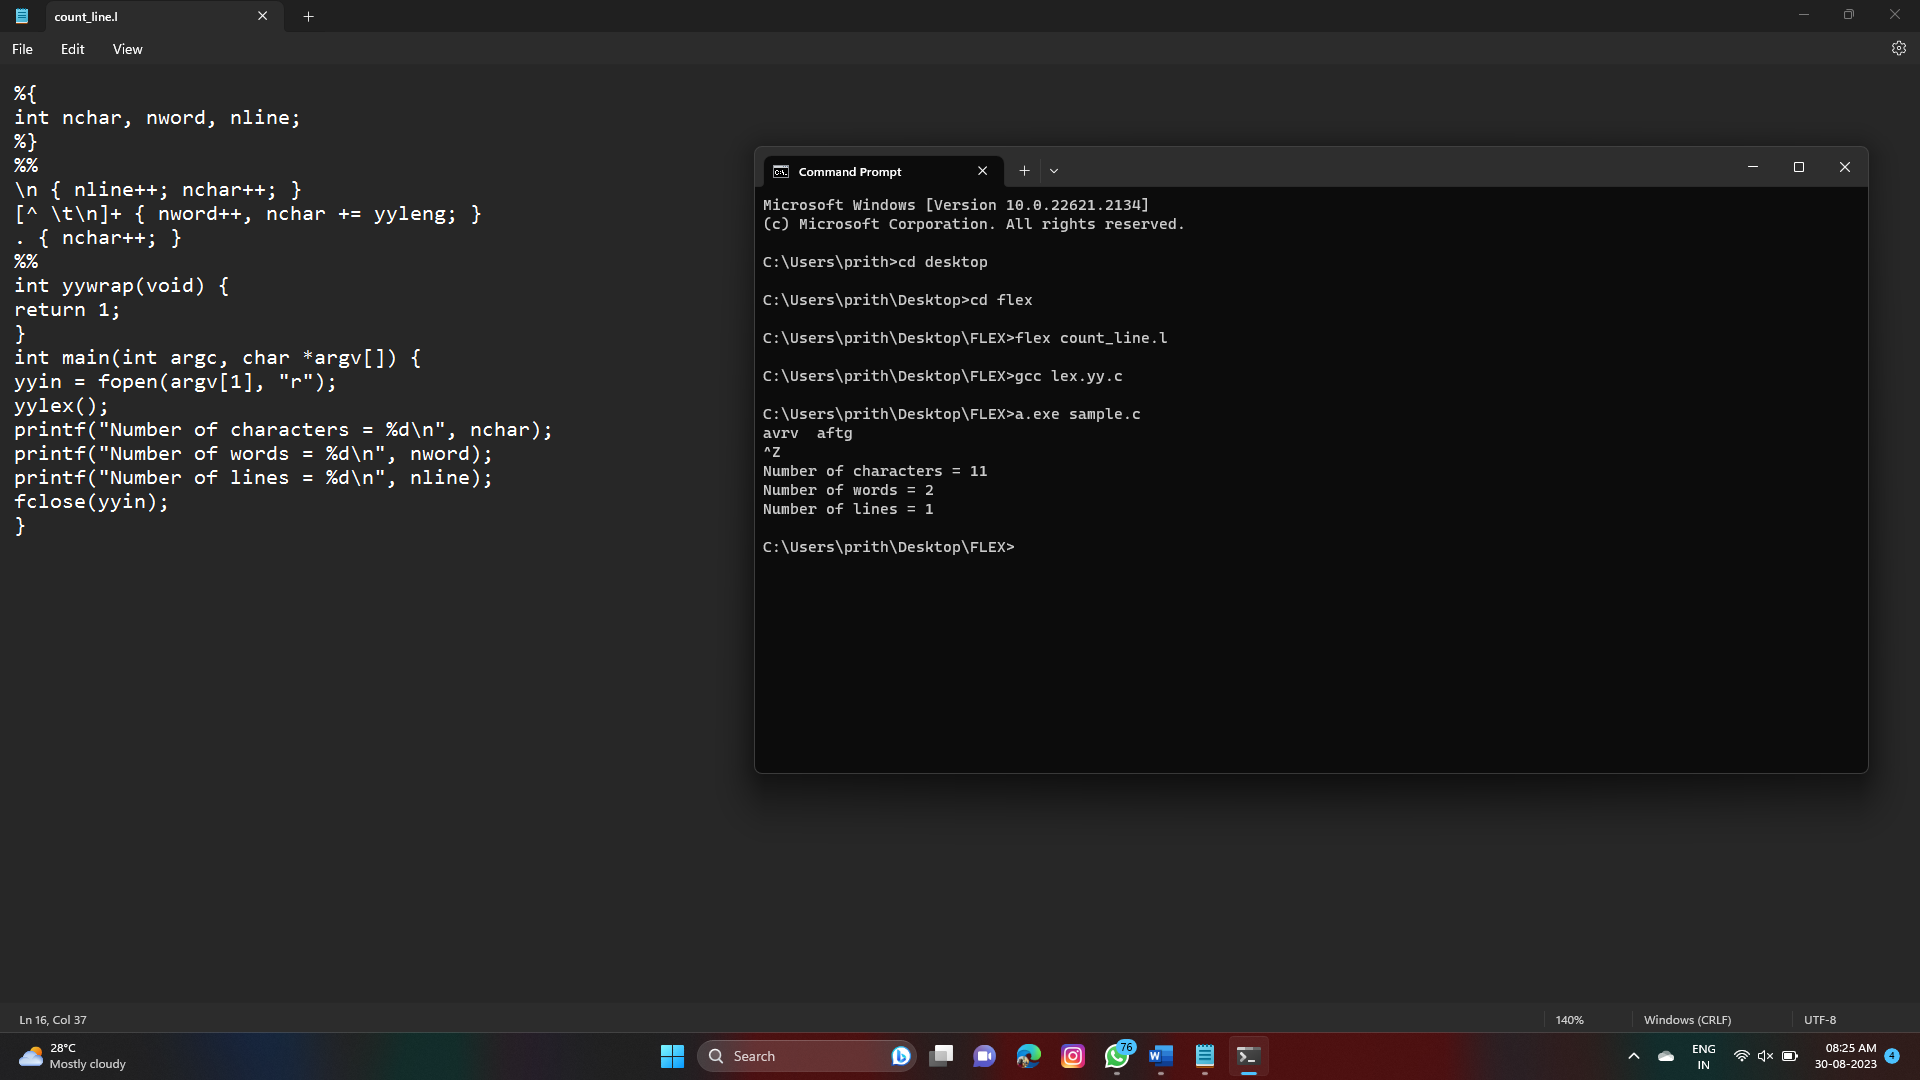 count_line.l
File Edit View
%{
int nchar, nword, nline;
%}
%%
\n { nline++; nchar++; }
[^ \t\n]+ { nword++, nchar += yyleng; }
. { nchar++; }
%%
int yywrap(void) {
return 1;
}
int main(int argc, char *argv[]) {
yyin = fopen(argv[1], "r");
yylex();
printf("Number of characters = %d\n", nchar);
printf("Number of words = %d\n", nword);
printf("Number of lines = %d\n", nline);
fclose(yyin);
}
Command Prompt
Microsoft Windows [Version 10.0.22621.2134]
(c) Microsoft Corporation. All rights reserved.
C:\Users\prith>cd desktop
C:\Users\prith\Desktop>cd flex
C:\Users\prith\Desktop\FLEX>flex count_line.l
C:\Users\prith\Desktop\FLEX>gcc lex.yy.c
C:\Users\prith\Desktop\FLEX>a.exe sample.c
avrv  aftg
^Z
Number of characters = 11
Number of words = 2
Number of lines = 1
C:\Users\prith\Desktop\FLEX>
Ln 16, Col 37
140%
Windows (CRLF)
UTF-8
28°C
Mostly cloudy
Search
76
ENG
IN
08:25 AM
30-08-2023
4